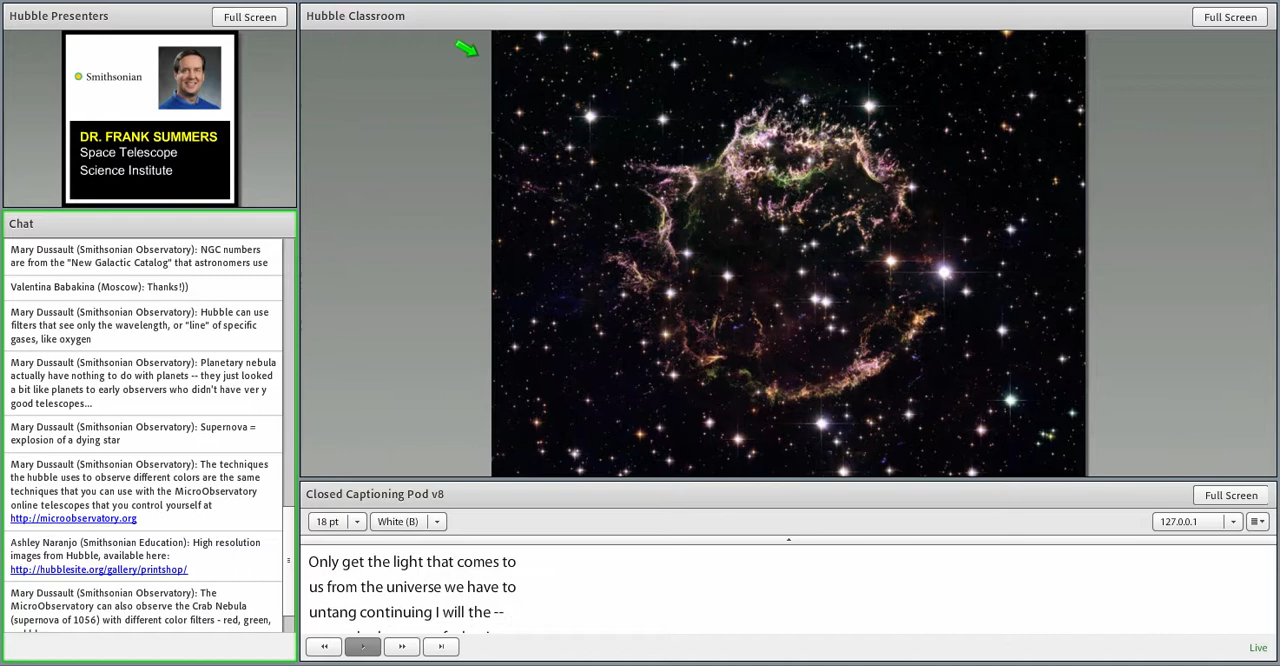 Hubble Presenters
Full Screen
Smithsonian
DR. FRANK SUMMERS
Space Telescope
Science Institute
Chat
Mary Dussault (Smithsonian Observatory): NGC numbers
are from the "New Galactic Catalog" that astronomers use
Valentina Babakina (Moscow): Thanks!))
Mary Dussault (Smithsonian Observatory): Hubble can use
filters that see only the wavelength, or "line" of specific
gases, like oxygen
Mary Dussault (Smithsonian Observatory): Planetary nebula
actually have nothing to do with planets -- they just looked
a bit like planets to early observers who didn't have ver y
good telescopes...
Mary Dussault (Smithsonian Observatory): Supernova =
explosion of a dying star
Mary Dussault (Smithsonian Observatory): The techniques
the hubble uses to observe different colors are the same
techniques that you can use with the MicroObservatory
online telescopes that you control yourself at
http://microobservatory.org
Ashley Naranjo (Smithsonian Education): High resolution
images from Hubble, available here:
http://hubblesite.org/gallery/printshop/
Mary Dussault (Smithsonian Observatory): The
MicroObservatory can also observe the Crab Nebula
(supernova of 1056) with different color filters - red, green,
Hubble Classroom
Full Screen
Closed Captioning Pod v8
Full Screen
18 pt
White (B)
127.0.0.1
Only get the light that comes to
us from the universe we have to
untang continuing I will the --
Live